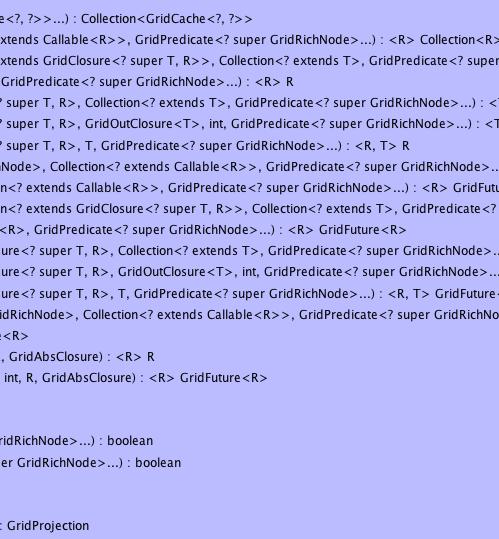 e<?, ?>>...) : Collection<GridCache<?, ?>>
xtends Callable<R>>, GridPredicate<? super GridRichNode>...) : <R> Collection<R>
extends GridClosure<? super T, R>>, Collection<? extends T>, GridPredicate<? super
GridPredicate<? super GridRichNode>...) : <R> R
? super T, R>, Collection<? extends T>, GridPredicate<? super GridRichNode>...) : <T
? super T, R>, GridOutClosure<T>, int, GridPredicate<? super GridRichNode>...) : <T
? super T, R>, T, GridPredicate<? super GridRichNode>...) : <R, T> R
hNode>, Collection<? extends Callable<R>>, GridPredicate<? super GridRichNode>...
n<? extends Callable<R>>, GridPredicate<? super GridRichNode>...) : <R> GridFutu
n<? extends GridClosure<? super T, R>>, Collection<? extends T>, GridPredicate<?
<R>, GridPredicate<? super GridRichNode>...) : <R> GridFuture<R>
ure<? super T, R>, Collection<? extends T>, GridPredicate<? super GridRichNode>...
ure<? super T, R>, GridOutClosure<T>, int, GridPredicate<? super GridRichNode>...
ure<? super T, R>, T, GridPredicate<? super GridRichNode>...) : <R, T> GridFuture<
idRichNode>, Collection<? extends Callable<R>>, GridPredicate<? super GridRichNo
e<R>
, GridAbsClosure) : <R> R
int, R, GridAbsClosure) : <R> GridFuture<R>
ridRichNode>...) : boolean
er GridRichNode>...) : boolean
: GridProjection